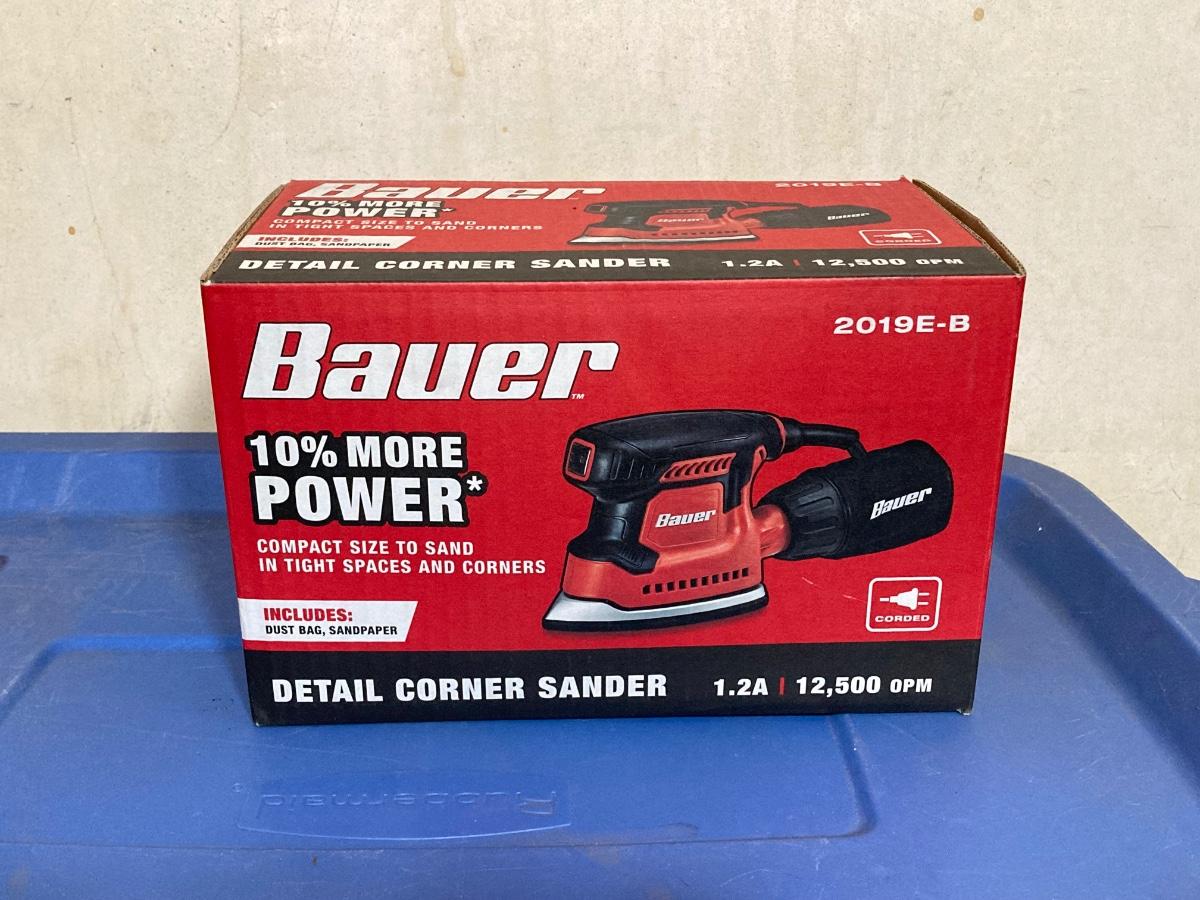 Bauer
2019E-B
10% MORE
POWER*
COMPACT SIZE TO SAND
IN TIGHT SPACES AND CORNERS
INCLUDES:
DUST BAG, SANDPAPER
Bauer
Bauer
CORDED
DETAIL CORNER SANDER 1.2A | 12,500 OPM
Bauer™
2019E-B
10% MORE
POWER*
COMPACT SIZE TO SAND
IN TIGHT SPACES AND CORNERS
Bauer
Bauer
INCLUDES:
DUST BAG, SANDPAPER
CORDED
DETAIL CORNER SANDER 1.2A | 12,500 OPM
Rubbermaid®